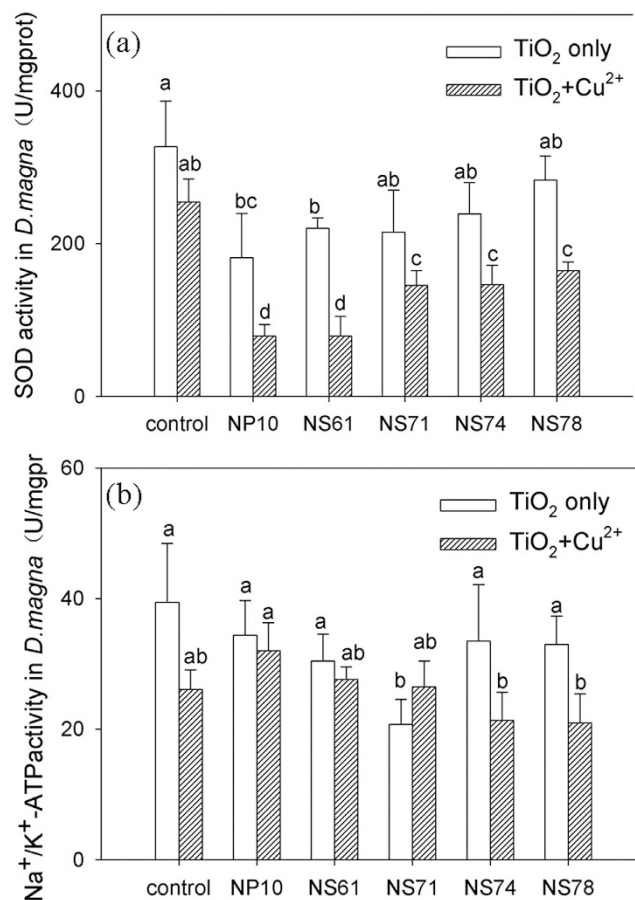 (a)
SOD activity in D.magna (U/mgprot)
TiO₂ only
TiO₂+Cu²⁺
400
200
0
a
ab
bc
d
b
d
ab
c
ab
c
ab
c
control NP10 NS61 NS71 NS74 NS78
(b)
Na⁺/K⁺-ATPactivity in D.magna (U/mgpr
TiO₂ only
TiO₂+Cu²⁺
60
40
20
0
a
ab
a
a
a
ab
b
ab
a
b
a
b
control NP10 NS61 NS71 NS74 NS78